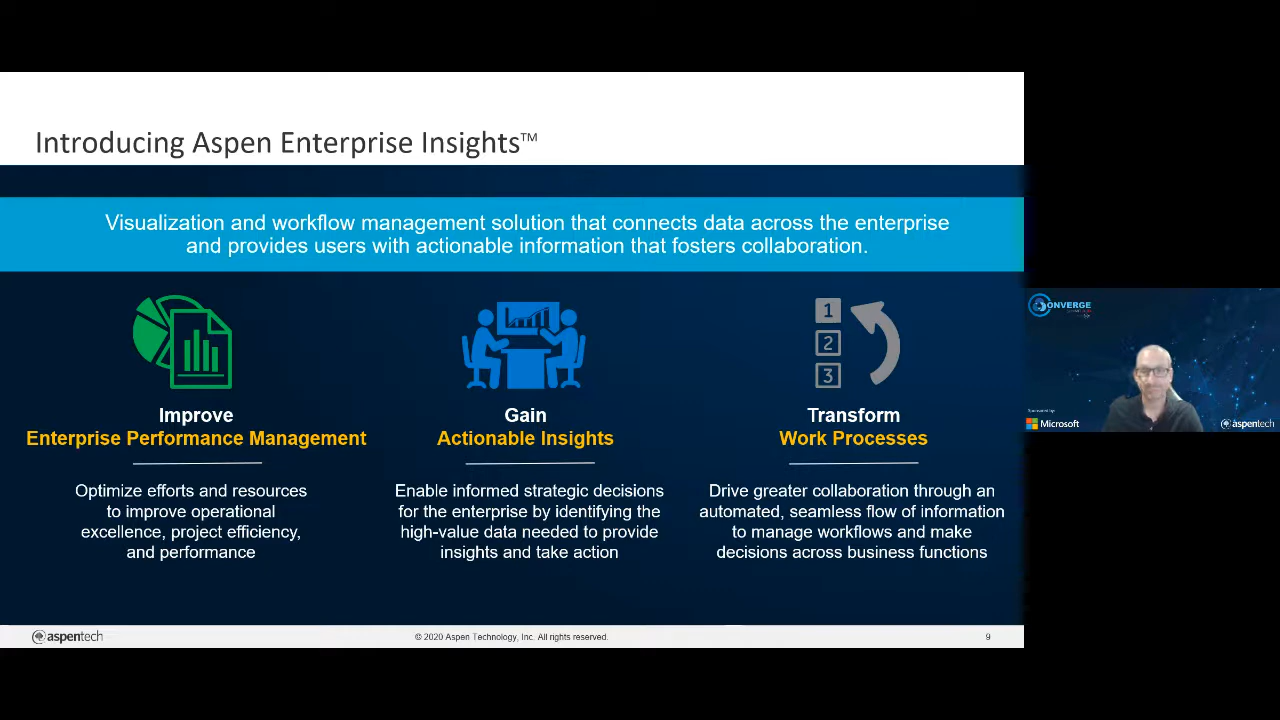 Introducing Aspen Enterprise Insights™
Visualization and workflow management solution that connects data across the enterprise
and provides users with actionable information that fosters collaboration.
1
2
3
Improve
Enterprise Performance Management
Optimize efforts and resources
to improve operational
excellence, project efficiency,
and performance
Gain
Actionable Insights
Enable informed strategic decisions
for the enterprise by identifying the
high-value data needed to provide
insights and take action
Transform
Work Processes
Drive greater collaboration through an
automated, seamless flow of information
to manage workflows and make
decisions across business functions
aspentech
© 2020 Aspen Technology, Inc. All rights reserved.
9
CONVERGE
Sponsored by
Microsoft
aspentech